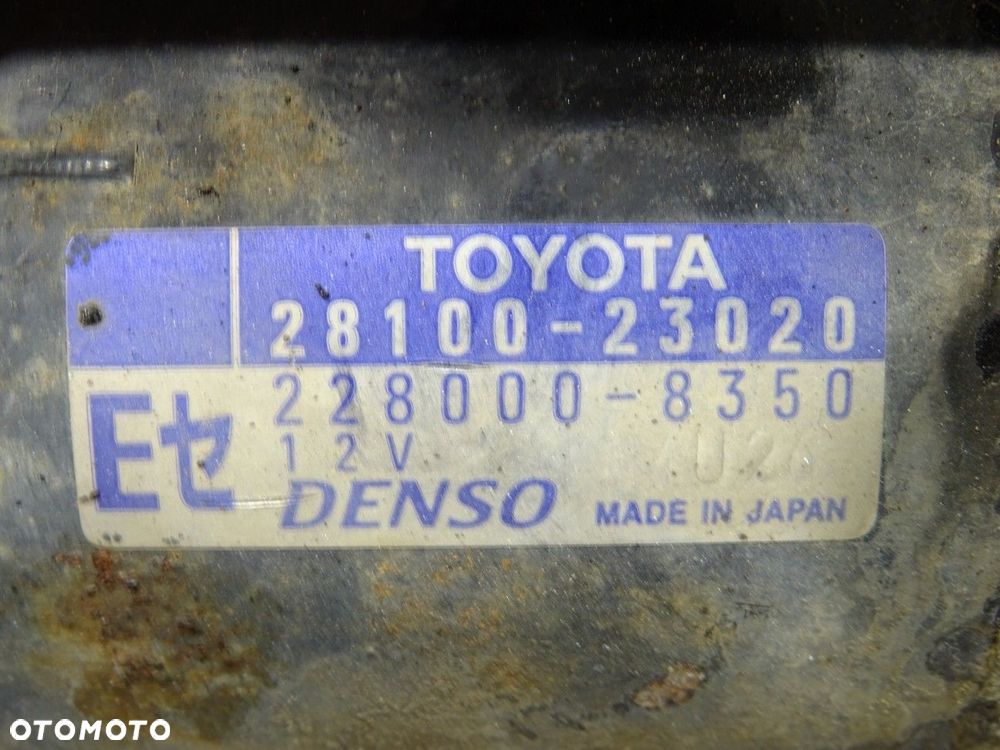 TOYOTA
28100-23020
Eセ
228000-8350
12V
DENSO
MADE IN JAPAN
OTOMOTO